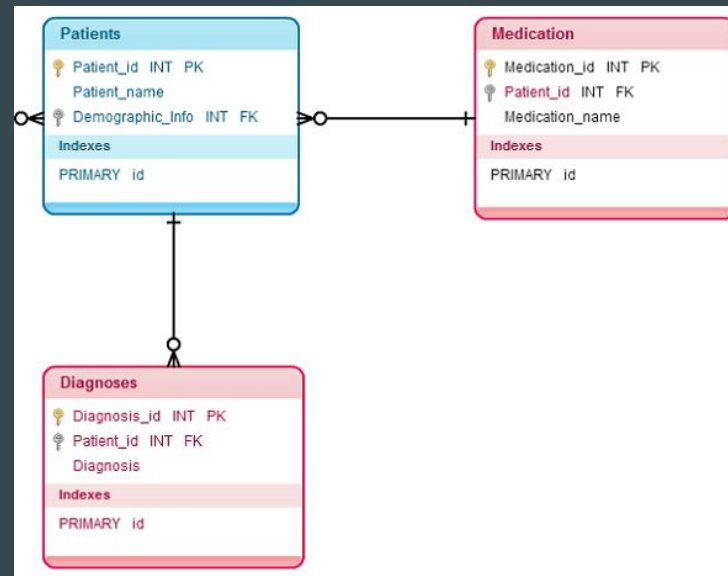 Patients
Patient_id INT PK
Patient_name
Demographic_Info INT FK
Indexes
PRIMARY id
Medication
Medication_id INT PK
Patient_id INT FK
Medication_name
Indexes
PRIMARY id
Diagnoses
Diagnosis_id INT PK
Patient_id INT FK
Diagnosis
Indexes
PRIMARY id